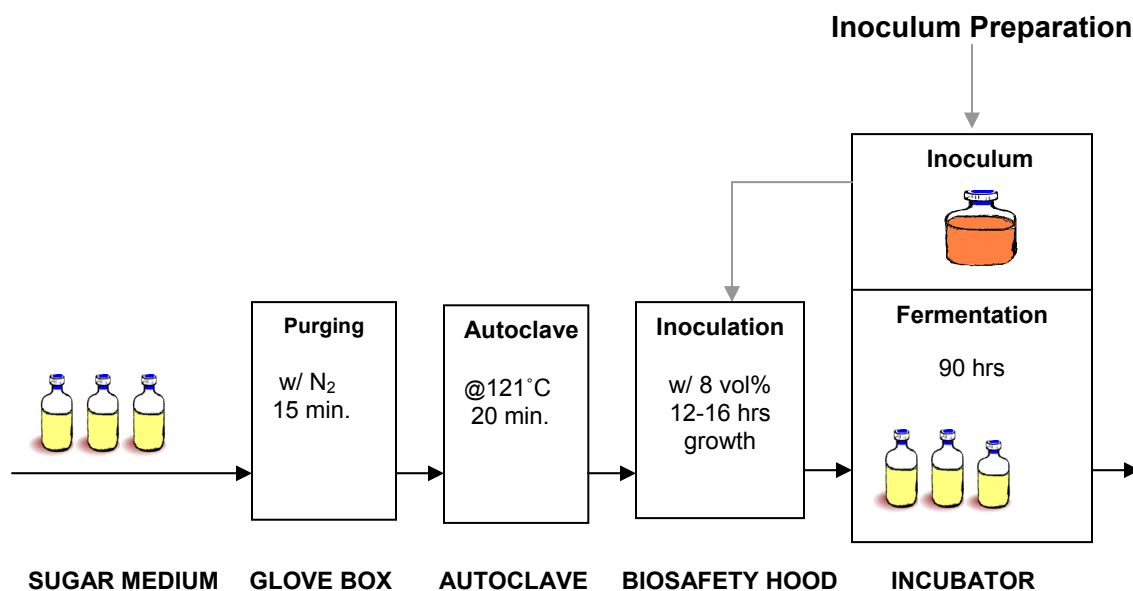 Inoculum Preparation
Inoculum
Purging
w/ N₂
15 min.
Autoclave
@121˚C
20 min.
Inoculation
w/ 8 vol%
12-16 hrs
growth
Fermentation
90 hrs
SUGAR MEDIUM
GLOVE BOX
AUTOCLAVE
BIOSAFETY HOOD
INCUBATOR